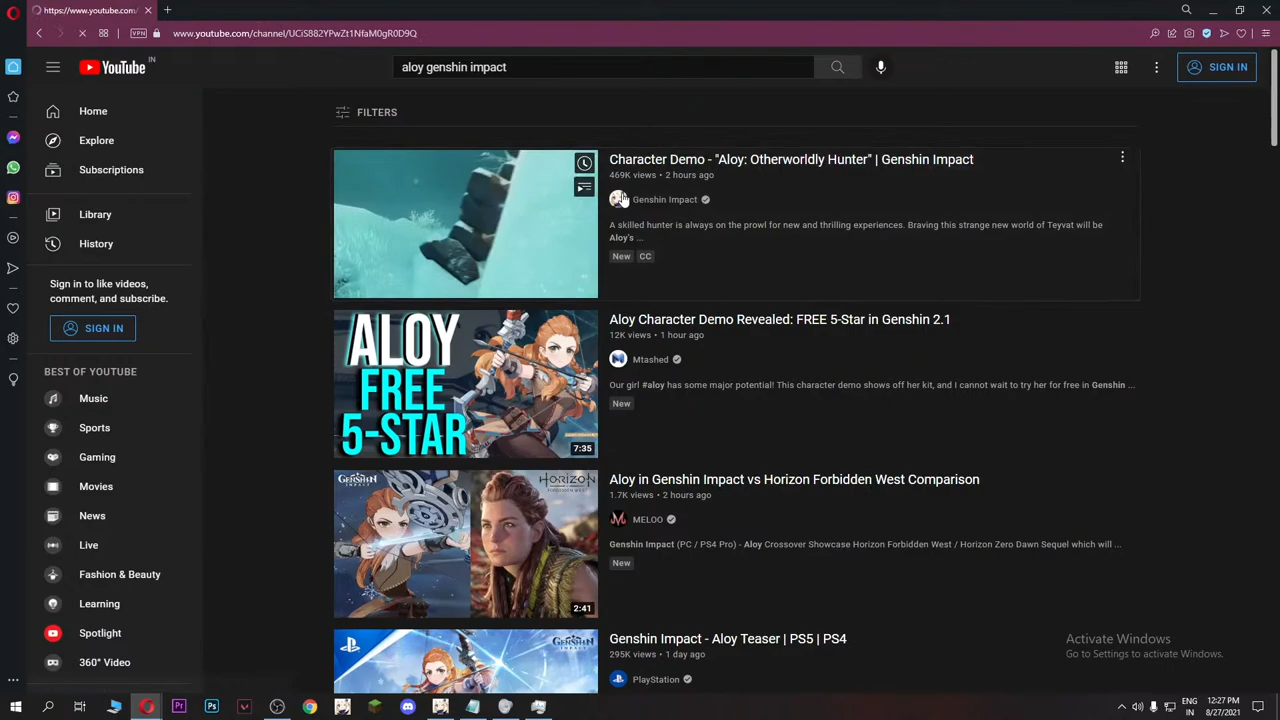 https://www.youtube.com/
VPN
www.youtube.com/channel/UCiS882YPwZt1NfaM0gR0D9Q
YouTube IN
aloy genshin impact
SIGN IN
Home
Explore
Subscriptions
Library
History
Sign in to like videos,
comment, and subscribe.
SIGN IN
BEST OF YOUTUBE
Music
Sports
Gaming
Movies
News
Live
Fashion & Beauty
Learning
Spotlight
360° Video
FILTERS
Character Demo - "Aloy: Otherworldly Hunter" | Genshin Impact
469K views • 2 hours ago
Genshin Impact
A skilled hunter is always on the prowl for new and thrilling experiences. Braving this strange new world of Teyvat will be
Aloy's ...
New CC
ALOY
FREE
5-STAR
7:35
Aloy Character Demo Revealed: FREE 5-Star in Genshin 2.1
12K views • 1 hour ago
Mtashed
Our girl #aloy has some major potential! This character demo shows off her kit, and I cannot wait to try her for free in Genshin ...
New
GENSHIN IMPACT
HORIZON
FORBIDDEN WEST
2:41
Aloy in Genshin Impact vs Horizon Forbidden West Comparison
1.7K views • 2 hours ago
MELOO
Genshin Impact (PC / PS4 Pro) - Aloy Crossover Showcase Horizon Forbidden West / Horizon Zero Dawn Sequel which will ...
New
GENSHIN IMPACT
Genshin Impact - Aloy Teaser | PS5 | PS4
295K views • 1 day ago
PlayStation
Activate Windows
Go to Settings to activate Windows.
Pr
Ps
ENG
IN
12:27 PM
8/27/2021